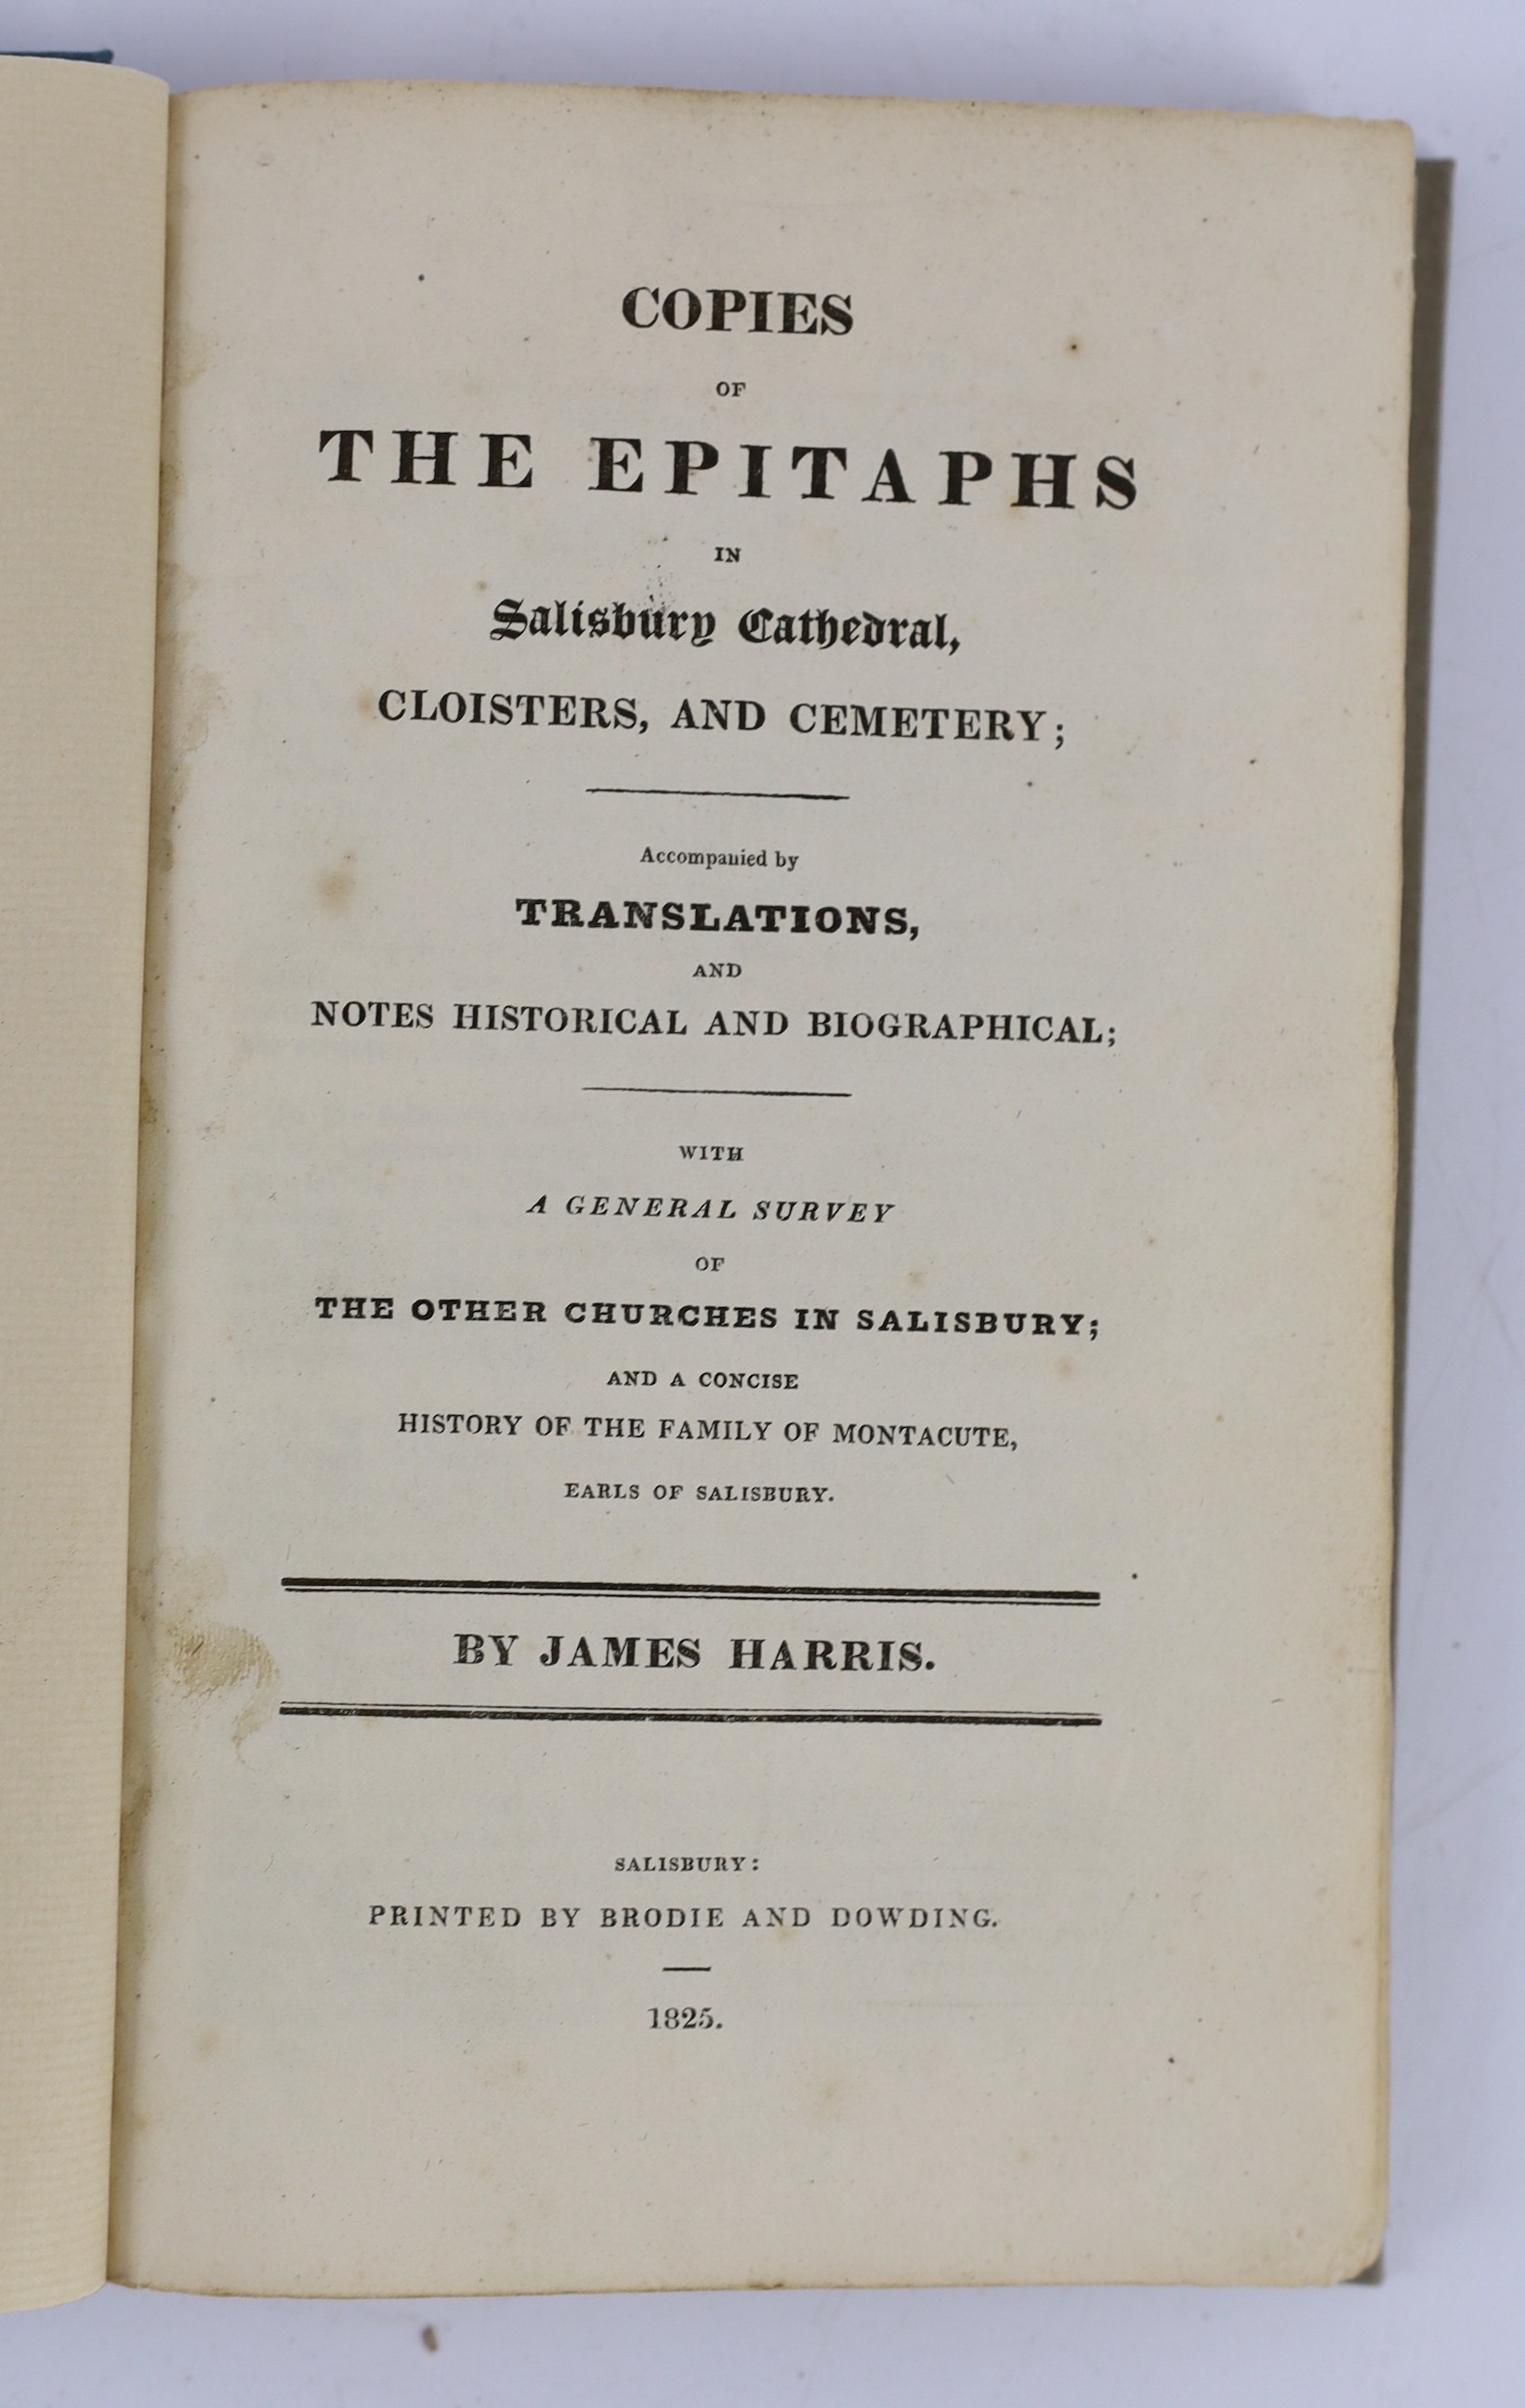 COPIES
OF
THE EPITAPHS
IN
Salisbury Cathedral,
CLOISTERS, AND CEMETERY;
Accompanied by
TRANSLATIONS,
AND
NOTES HISTORICAL AND BIOGRAPHICAL;
WITH
A GENERAL SURVEY
OF
THE OTHER CHURCHES IN SALISBURY;
AND A CONCISE
HISTORY OF THE FAMILY OF MONTACUTE,
EARLS OF SALISBURY.
BY JAMES HARRIS.
SALISBURY:
PRINTED BY BRODIE AND DOWDING.
1825.